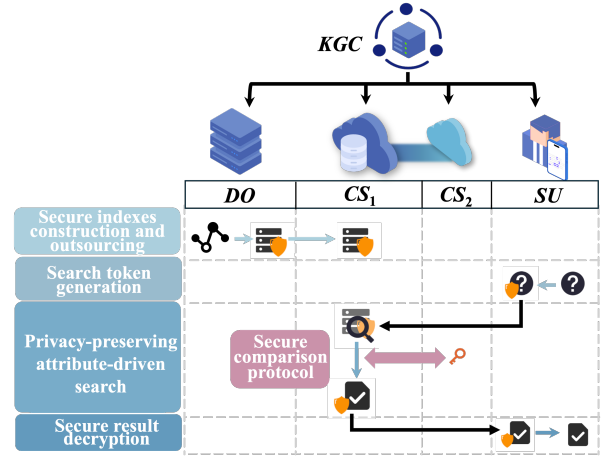 KGC
DO CS₁ CS₂ SU
Secure indexes
construction and
outsourcing
Search token
generation
Privacy-preserving
attribute-driven
search
Secure
comparison
protocol
Secure result
decryption